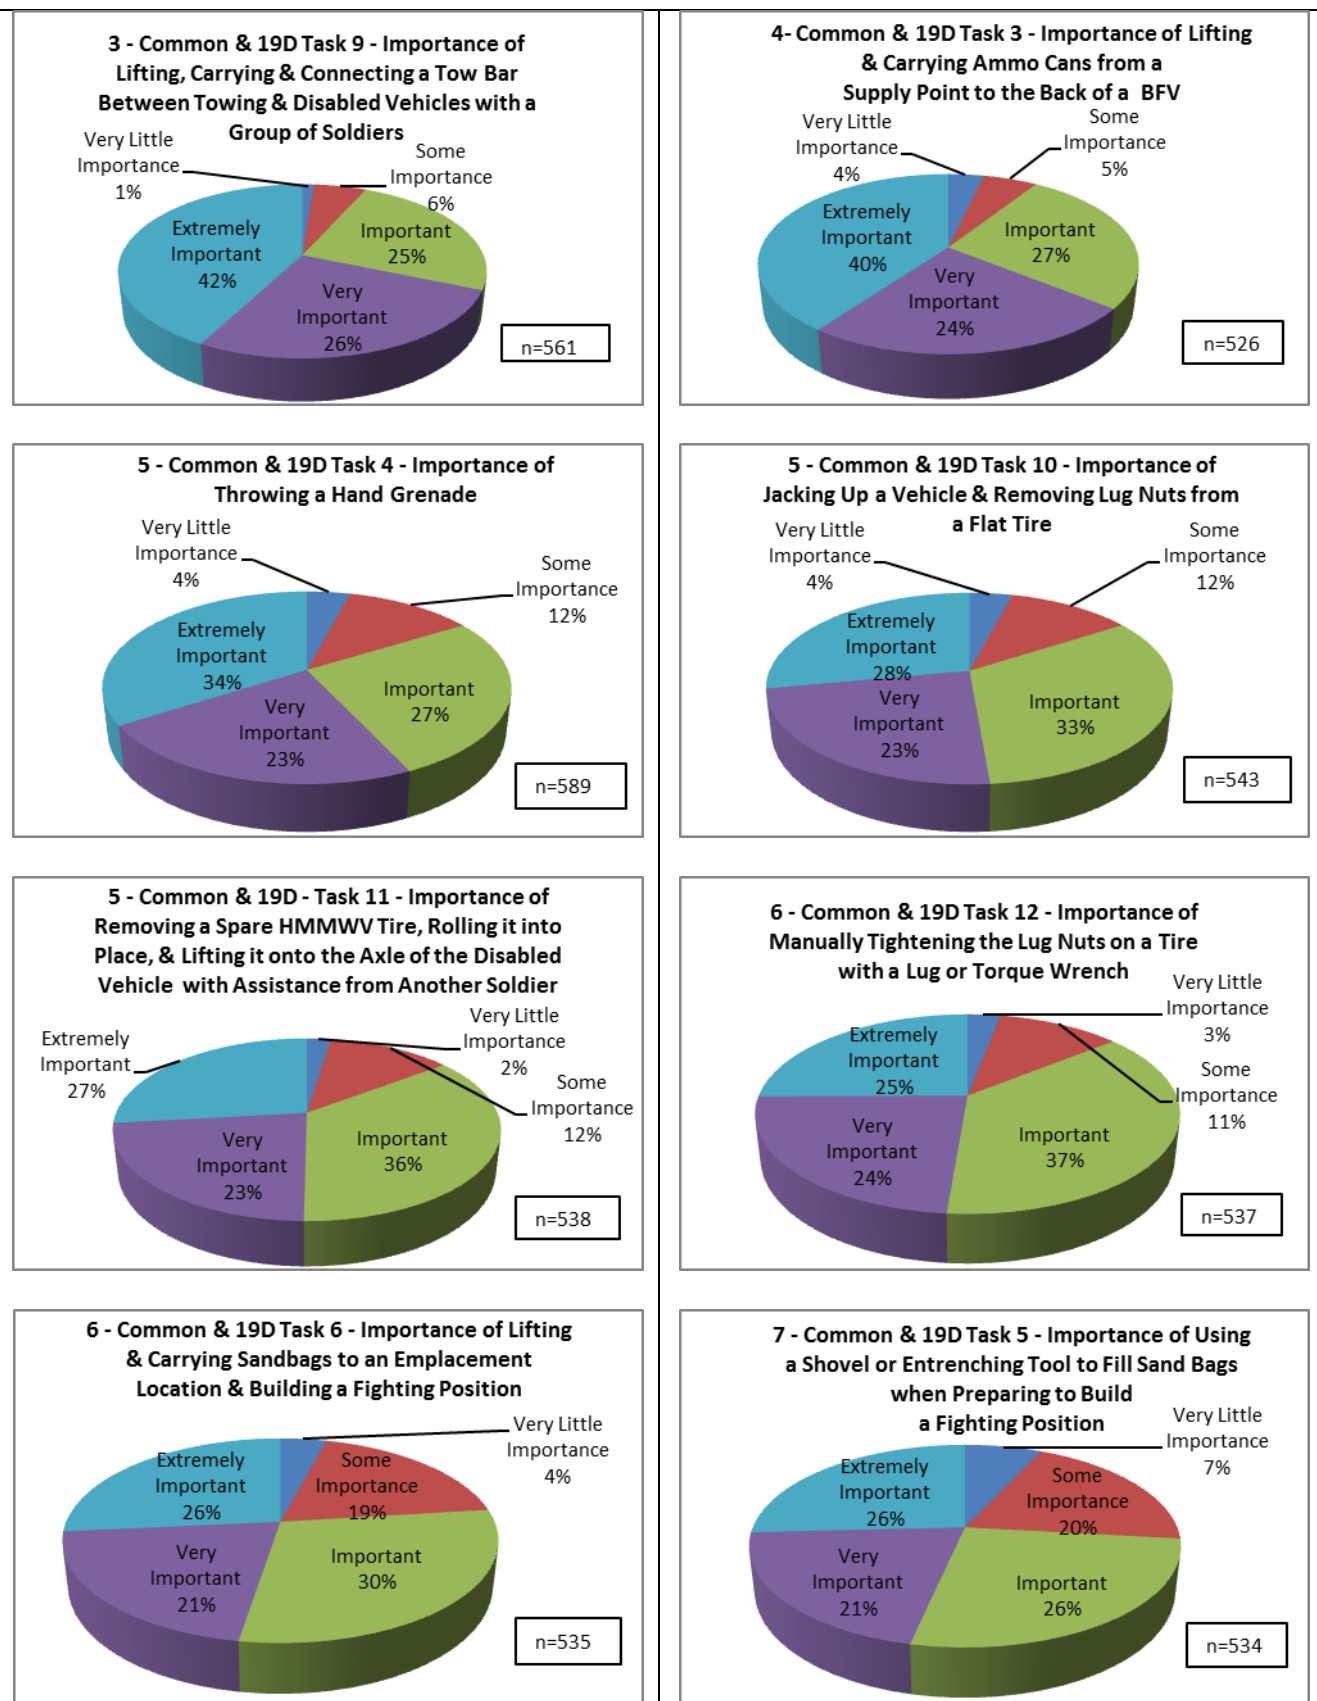 3 - Common & 19D Task 9 - Importance of
Lifting, Carrying & Connecting a Tow Bar
Between Towing & Disabled Vehicles with a
Group of Soldiers
Very Little
Importance
1%
Some
Importance
6%
Important
25%
Very
Important
26%
Extremely
Important
42%
n=561
4- Common & 19D Task 3 - Importance of Lifting
& Carrying Ammo Cans from a
Supply Point to the Back of a BFV
Very Little
Importance
4%
Some
Importance
5%
Important
27%
Very
Important
24%
Extremely
Important
40%
n=526
5 - Common & 19D Task 4 - Importance of
Throwing a Hand Grenade
Very Little
Importance
4%
Some
Importance
12%
Important
27%
Very
Important
23%
Extremely
Important
34%
n=589
5 - Common & 19D Task 10 - Importance of
Jacking Up a Vehicle & Removing Lug Nuts from
a Flat Tire
Very Little
Importance
4%
Some
Importance
12%
Important
33%
Very
Important
23%
Extremely
Important
28%
n=543
5 - Common & 19D - Task 11 - Importance of
Removing a Spare HMMWV Tire, Rolling it into
Place, & Lifting it onto the Axle of the Disabled
Vehicle with Assistance from Another Soldier
Very Little
Importance
2%
Some
Importance
12%
Important
36%
Very
Important
23%
Extremely
Important
27%
n=538
6 - Common & 19D Task 12 - Importance of
Manually Tightening the Lug Nuts on a Tire
with a Lug or Torque Wrench
Very Little
Importance
3%
Some
Importance
11%
Important
37%
Very
Important
24%
Extremely
Important
25%
n=537
6 - Common & 19D Task 6 - Importance of Lifting
& Carrying Sandbags to an Emplacement
Location & Building a Fighting Position
Very Little
Importance
4%
Some
Importance
19%
Important
30%
Very
Important
21%
Extremely
Important
26%
n=535
7 - Common & 19D Task 5 - Importance of Using
a Shovel or Entrenching Tool to Fill Sand Bags
when Preparing to Build
a Fighting Position
Very Little
Importance
7%
Some
Importance
20%
Important
26%
Very
Important
21%
Extremely
Important
26%
n=534